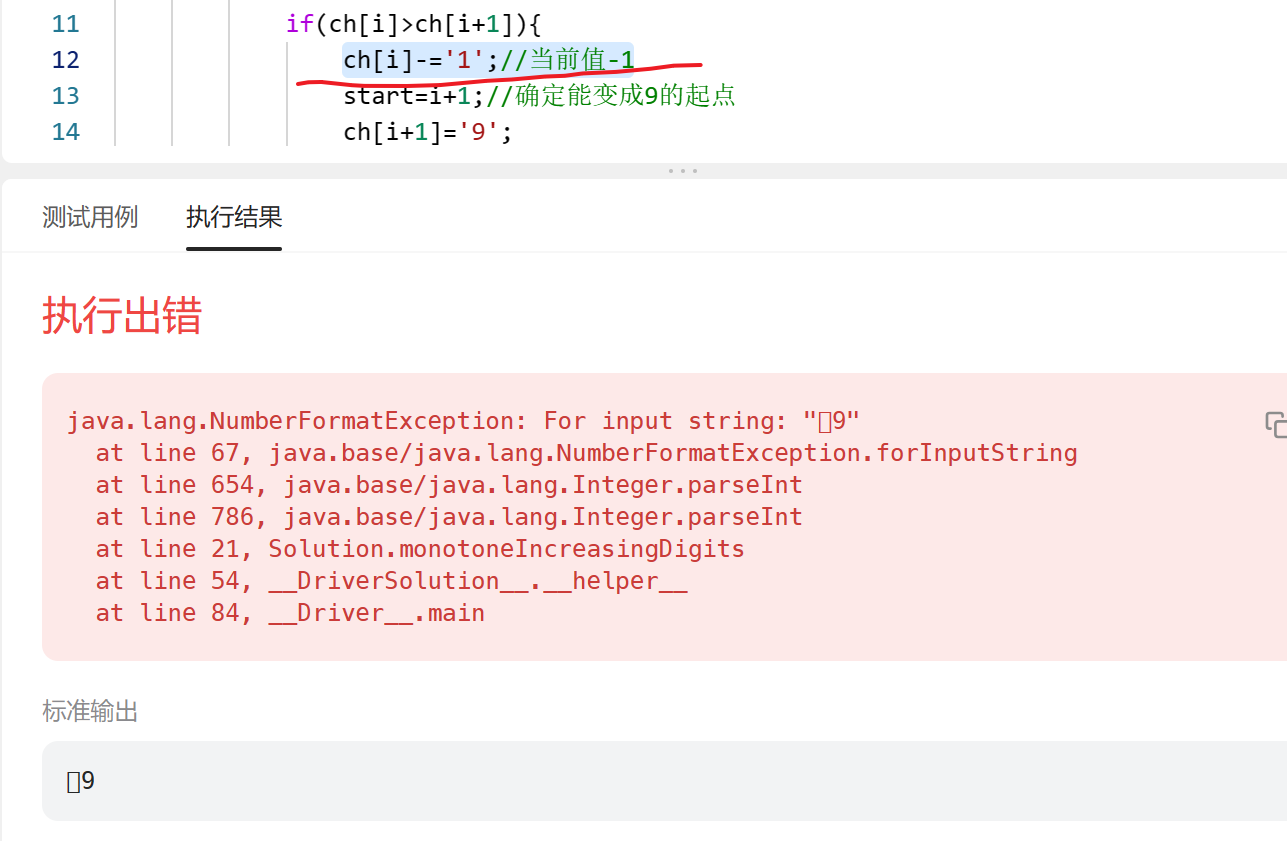 11 if(ch[i]>ch[i+1]){
12 ch[i]-='1';//当前值-1
13 start=i+1;//确定能变成9的起点
14 ch[i+1]='9';
测试用例 执行结果
执行出错
java.lang.NumberFormatException: For input string: "▯9"
at line 67, java.base/java.lang.NumberFormatException.forInputString
at line 654, java.base/java.lang.Integer.parseInt
at line 786, java.base/java.lang.Integer.parseInt
at line 21, Solution.monotoneIncreasingDigits
at line 54, __DriverSolution__.__helper__
at line 84, __Driver__.main
标准输出
▯9